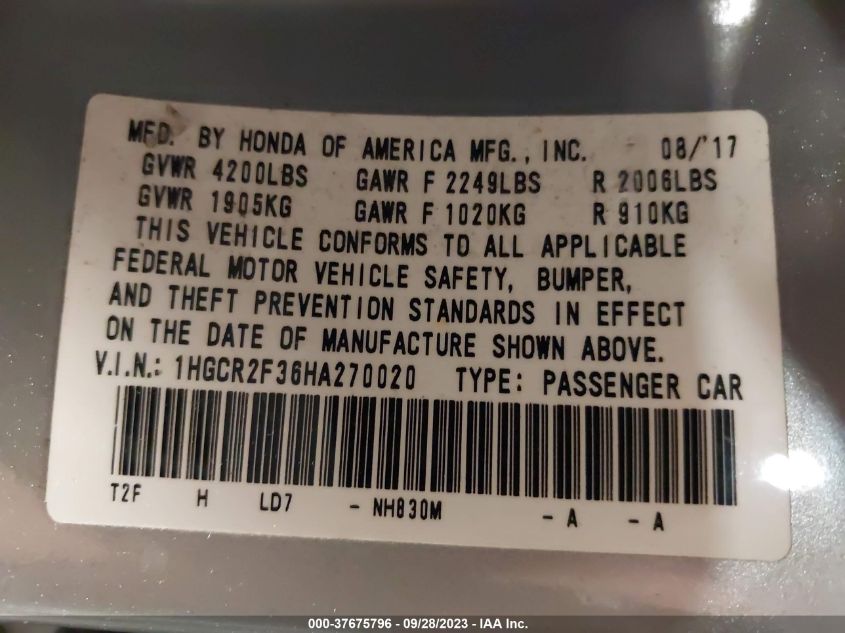 MFD. BY HONDA OF AMERICA MFG., INC. 08/'17
GVWR 4200LBS GAWR F 2249LBS R 2006LBS
GVWR 1905KG GAWR F 1020KG R 910KG
THIS VEHICLE CONFORMS TO ALL APPLICABLE
FEDERAL MOTOR VEHICLE SAFETY, BUMPER,
AND THEFT PREVENTION STANDARDS IN EFFECT
ON THE DATE OF MANUFACTURE SHOWN ABOVE.
V.I.N.: 1HGCR2F36HA270020 TYPE: PASSENGER CAR
T2F H LD7 - NH830M - A - A
000-37675796 - 09/28/2023 - IAA Inc.